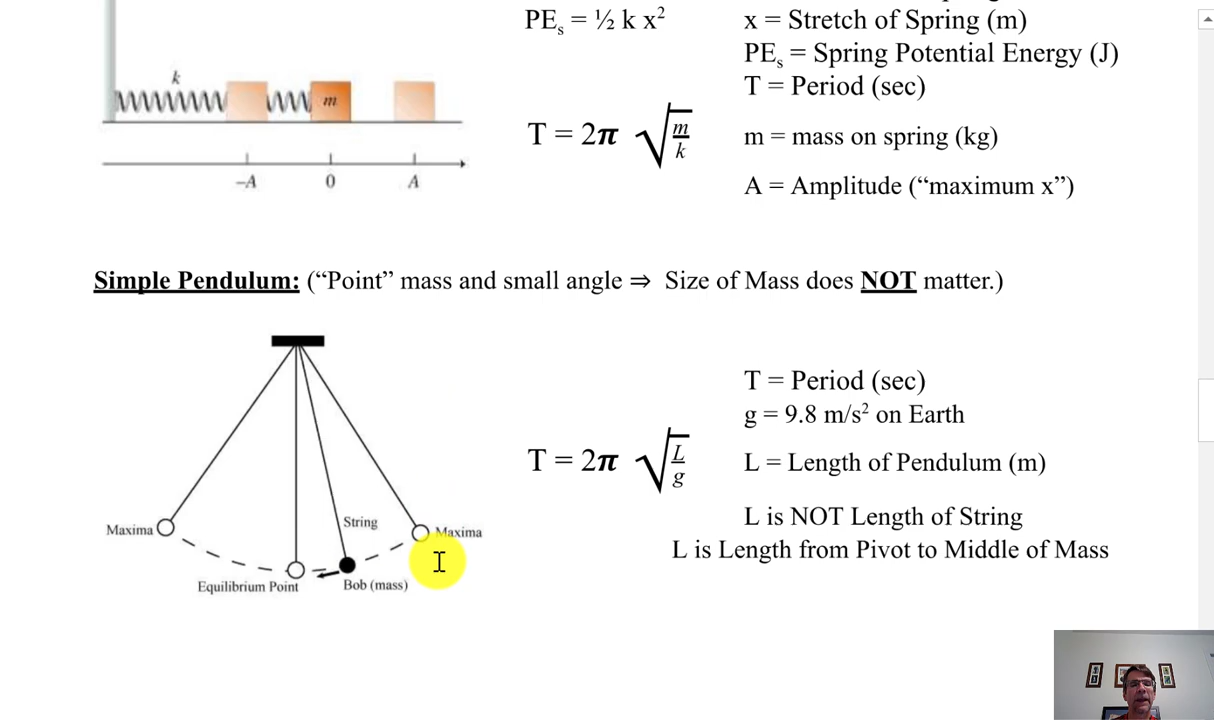 PEₛ = ½ k x²
x = Stretch of Spring (m)
PEₛ = Spring Potential Energy (J)
T = Period (sec)
k
m
T = 2π √(m/k)
m = mass on spring (kg)
–A 0 A
A = Amplitude (“maximum x”)
Simple Pendulum: (“Point” mass and small angle ⇒ Size of Mass does NOT matter.)
T = Period (sec)
g = 9.8 m/s² on Earth
T = 2π √(L/g)
L = Length of Pendulum (m)
L is NOT Length of String
L is Length from Pivot to Middle of Mass
String
Maxima
Maxima
Equilibrium Point
Bob (mass)